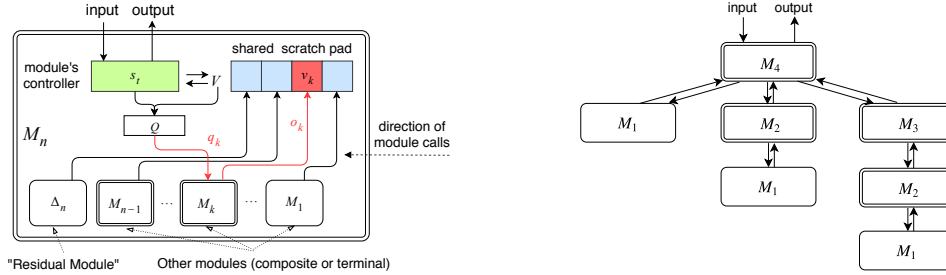 input
output
shared scratch pad
module's
controller
s_t
V
v_k
Q
q_k
o_k
direction of
module calls
M_n
Δ_n
M_{n−1}
...
M_k
...
M_1
"Residual Module"
Other modules (composite or terminal)
input
output
M_4
M_1
M_2
M_3
M_1
M_2
M_1